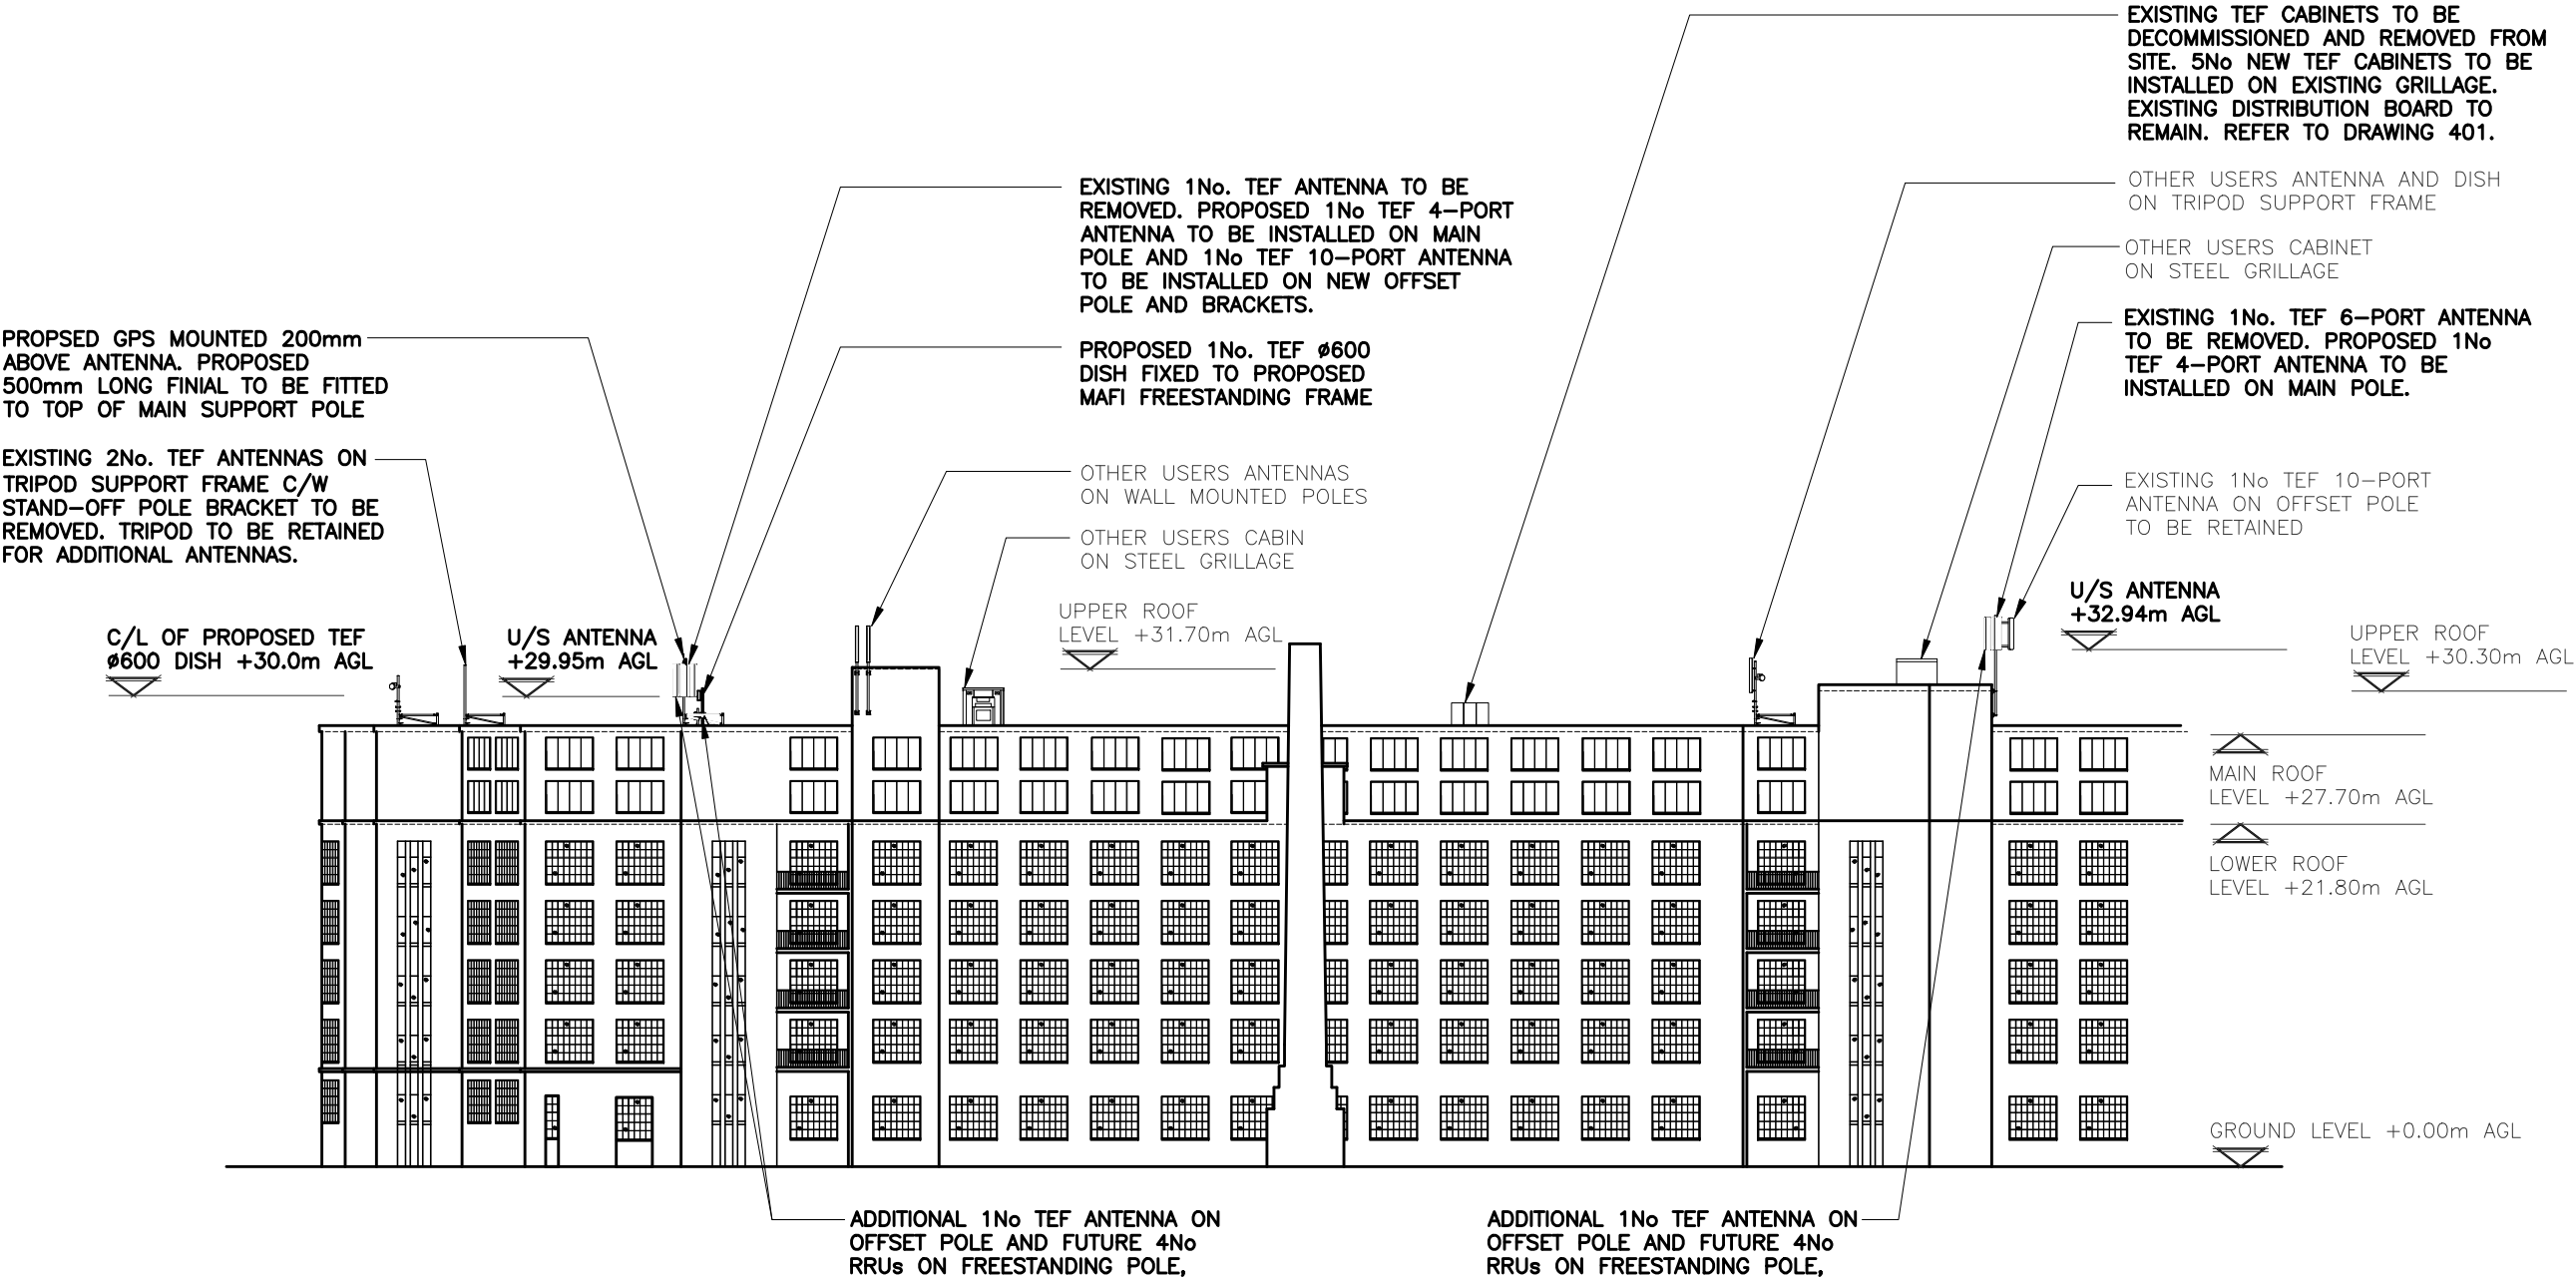 EXISTING TEF CABINETS TO BE
DECOMMISSIONED AND REMOVED FROM
SITE. 5No NEW TEF CABINETS TO BE
INSTALLED ON EXISTING GRILLAGE.
EXISTING DISTRIBUTION BOARD TO
REMAIN. REFER TO DRAWING 401.
OTHER USERS ANTENNA AND DISH
ON TRIPOD SUPPORT FRAME
OTHER USERS CABINET
ON STEEL GRILLAGE
EXISTING 1No. TEF 6-PORT ANTENNA
TO BE REMOVED. PROPOSED 1No
TEF 4-PORT ANTENNA TO BE
INSTALLED ON MAIN POLE.
EXISTING 1No TEF 10-PORT
ANTENNA ON OFFSET POLE
TO BE RETAINED
EXISTING 1No. TEF ANTENNA TO BE
REMOVED. PROPOSED 1No TEF 4-PORT
ANTENNA TO BE INSTALLED ON MAIN
POLE AND 1No TEF 10-PORT ANTENNA
TO BE INSTALLED ON NEW OFFSET
POLE AND BRACKETS.
PROPOSED 1No. TEF ø600
DISH FIXED TO PROPOSED
MAFI FREESTANDING FRAME
OTHER USERS ANTENNAS
ON WALL MOUNTED POLES
OTHER USERS CABIN
ON STEEL GRILLAGE
PROPSED GPS MOUNTED 200mm
ABOVE ANTENNA. PROPOSED
500mm LONG FINIAL TO BE FITTED
TO TOP OF MAIN SUPPORT POLE
EXISTING 2No. TEF ANTENNAS ON
TRIPOD SUPPORT FRAME C/W
STAND-OFF POLE BRACKET TO BE
REMOVED. TRIPOD TO BE RETAINED
FOR ADDITIONAL ANTENNAS.
C/L OF PROPOSED TEF
ø600 DISH +30.0m AGL
U/S ANTENNA
+29.95m AGL
UPPER ROOF
LEVEL +31.70m AGL
U/S ANTENNA
+32.94m AGL
UPPER ROOF
LEVEL +30.30m AGL
MAIN ROOF
LEVEL +27.70m AGL
LOWER ROOF
LEVEL +21.80m AGL
GROUND LEVEL +0.00m AGL
ADDITIONAL 1No TEF ANTENNA ON
OFFSET POLE AND FUTURE 4No
RRUs ON FREESTANDING POLE,
ADDITIONAL 1No TEF ANTENNA ON
OFFSET POLE AND FUTURE 4No
RRUs ON FREESTANDING POLE,